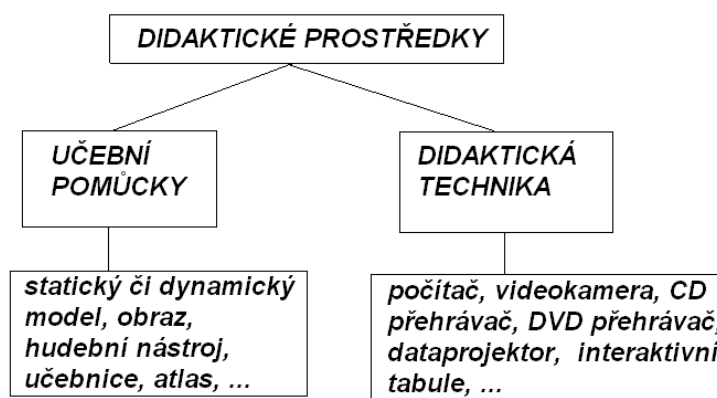 DIDAKTICKÉ PROSTŘEDKY
UČEBNÍ
POMŮCKY
DIDAKTICKÁ
TECHNIKA
statický či dynamický
model, obraz,
hudební nástroj,
učebnice, atlas, ...
počítač, videokamera, CD
přehrávač, DVD přehrávač,
dataprojektor, interaktivní
tabule, ...